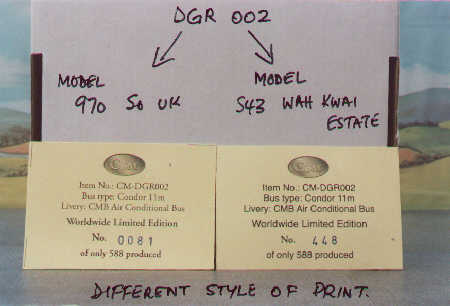 DGR 002
MODEL
970 SO UK
MODEL
543 WAH KWAI
ESTATE
Item No.: CM-DGR002
Bus type: Condor 11m
Livery: CMB Air Conditional Bus
Worldwide Limited Edition
No. 0081
of only 588 produced
Item No.: CM-DGR002
Bus type: Condor 11m
Livery: CMB Air Conditional Bus
Worldwide Limited Edition
No. 448
of only 588 produced
DIFFERENT STYLE OF PRINT.